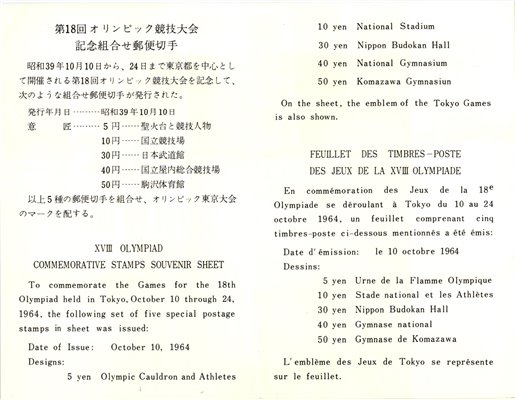 第18回オリンピック競技大会
記念組合せ郵便切手
昭和39年10月10日から、24日まで東京都を中心とし
て開催される第18回オリンピック競技大会を記念して、
次のような組合せ郵便切手が発行された。
発行年月日………昭和39年10月10日
意　　匠………5円……聖火台と競技人物
10円……国立競技場
30円……日本武道館
40円……国立屋内総合競技場
50円……駒沢体育館
以上5種の郵便切手を組合せ、オリンピック東京大会
のマークを配する。
XVIII OLYMPIAD
COMMEMORATIVE STAMPS SOUVENIR SHEET
To commemorate the Games for the 18th
Olympiad held in Tokyo, October 10 through 24,
1964, the following set of five special postage
stamps in sheet was issued:
Date of Issue: October 10, 1964
Designs:
5 yen Olympic Cauldron and Athletes
10 yen National Stadium
30 yen Nippon Budokan Hall
40 yen National Gymnasium
50 yen Komazawa Gymnasiun
On the sheet, the emblem of the Tokyo Games
is also shown.
FEUILLET DES TIMBRES-POSTE
DES JEUX DE LA XVIII OLYMPIADE
En commémoration des Jeux de la 18e
Olympiade se déroulant à Tokyo du 10 au 24
octobre 1964, un feuillet comprenant cinq
timbres-poste ci-dessous mentionnés a été émis:
Date d'émission: le 10 octobre 1964
Dessins:
5 yen Urne de la Flamme Olympique
10 yen Stade national et les Athlètes
30 yen Nippon Budokan Hall
40 yen Gymnase national
50 yen Gymnase de Komazawa
L'emblème des Jeux de Tokyo se représente
sur le feuillet.